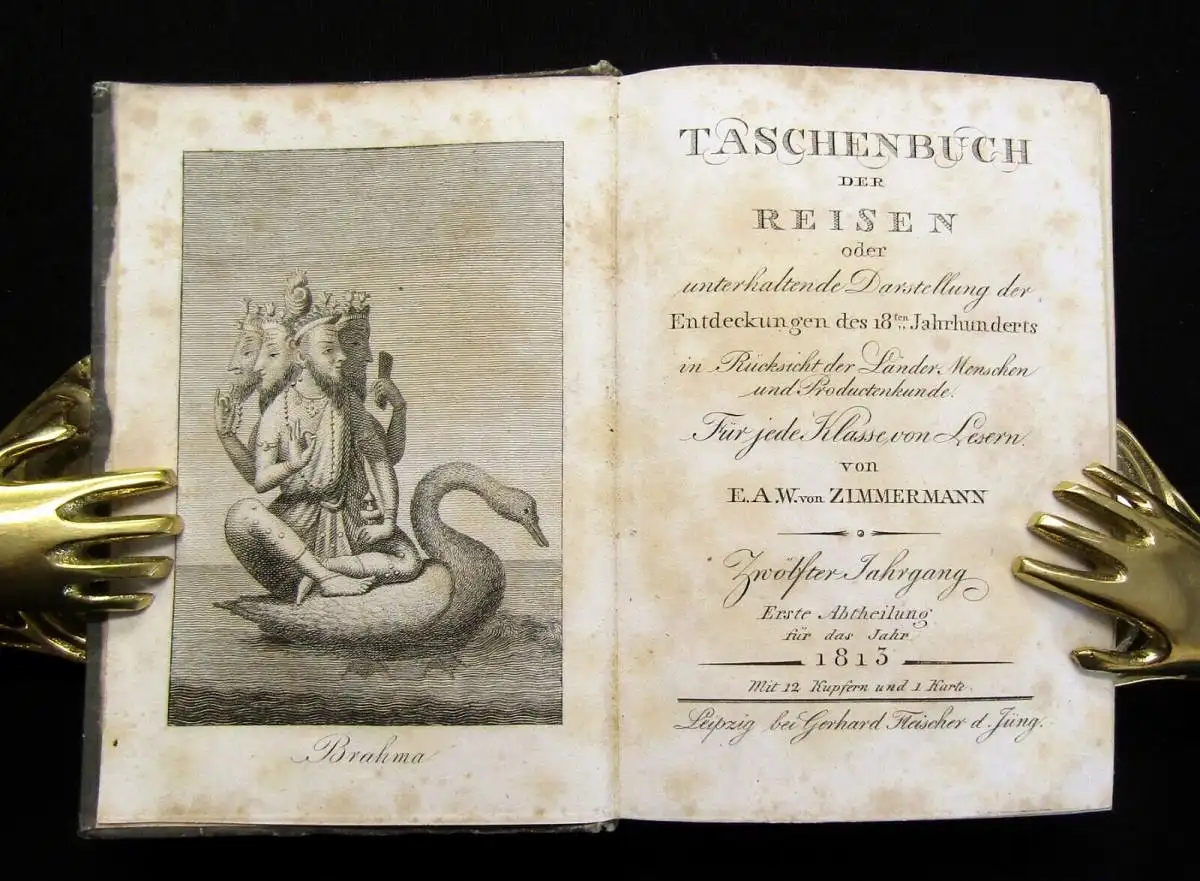 Brahma
TASCHENBUCH
DER
REISEN
oder
unterhaltende Darstellung der
Entdeckungen des 18ten Jahrhunderts
in Rücksicht der Länder, Menschen
und Productenkunde.
Für jede Klasse von Lesern.
von
E.A.W. von ZIMMERMANN
Zwölfter Jahrgang
Erste Abtheilung
für das Jahr
1813
Mit 12 Kupfern und 1 Karte.
Leipzig bei Gerhard Fleischer d. Jüng.